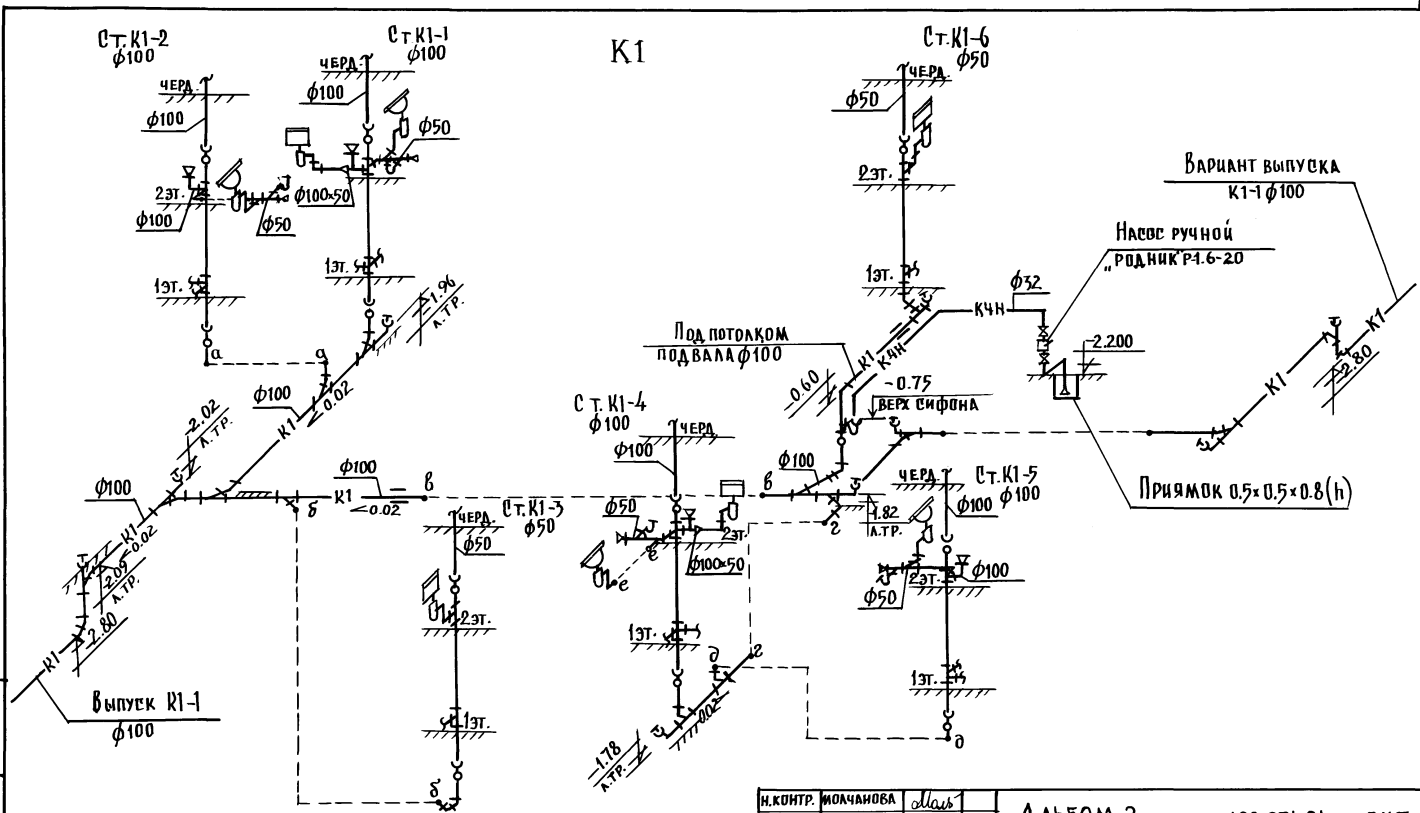 К1
Ст.К1-2
ф100
ЧЕРД.
ф100
2эт.
ф100
ф50
1эт.
а
Ст К1-1
ф100
ЧЕРД.
ф100
ф50
ф100х50
1эт.
-1.96
Л.ТР.
а
ф100
К1
0.02
-2.02
Л.ТР.
ф100
К1
0.02
-2.09
Л.ТР.
-2.80
К1
Выпуск К1-1
ф100
ф100
К1
0.02
б
в
Ст.К1-3
ф50
ЧЕРД.
ф50
2эт.
1эт.
б
Ст.К1-4
ф100
ЧЕРД
ф100
ф50
е
е
2эт.
ф100х50
1эт.
д
г
0.02
-1.78
Л.ТР.
Ст.К1-6
ф50
ЧЕРД.
ф50
2эт.
1эт.
Под потолком
подвала ф100
К1
К4Н
К4Н
ф32
-0.60
-0.75
ВЕРХ СИФОНА
ф100
в
г
-1.82
Л.ТР.
Насос ручной
„РОДНИК" Р-1.6-20
-2.200
Приямок 0.5х0.5х0.8(h)
Вариант выпуска
К1-1 ф100
К1
К1
-2.80
Ст.К1-5
ф100
ЧЕРД.
ф100
ф50
2эт.
ф100
1эт.
д
Н.КОНТР. МОЛЧАНОВА